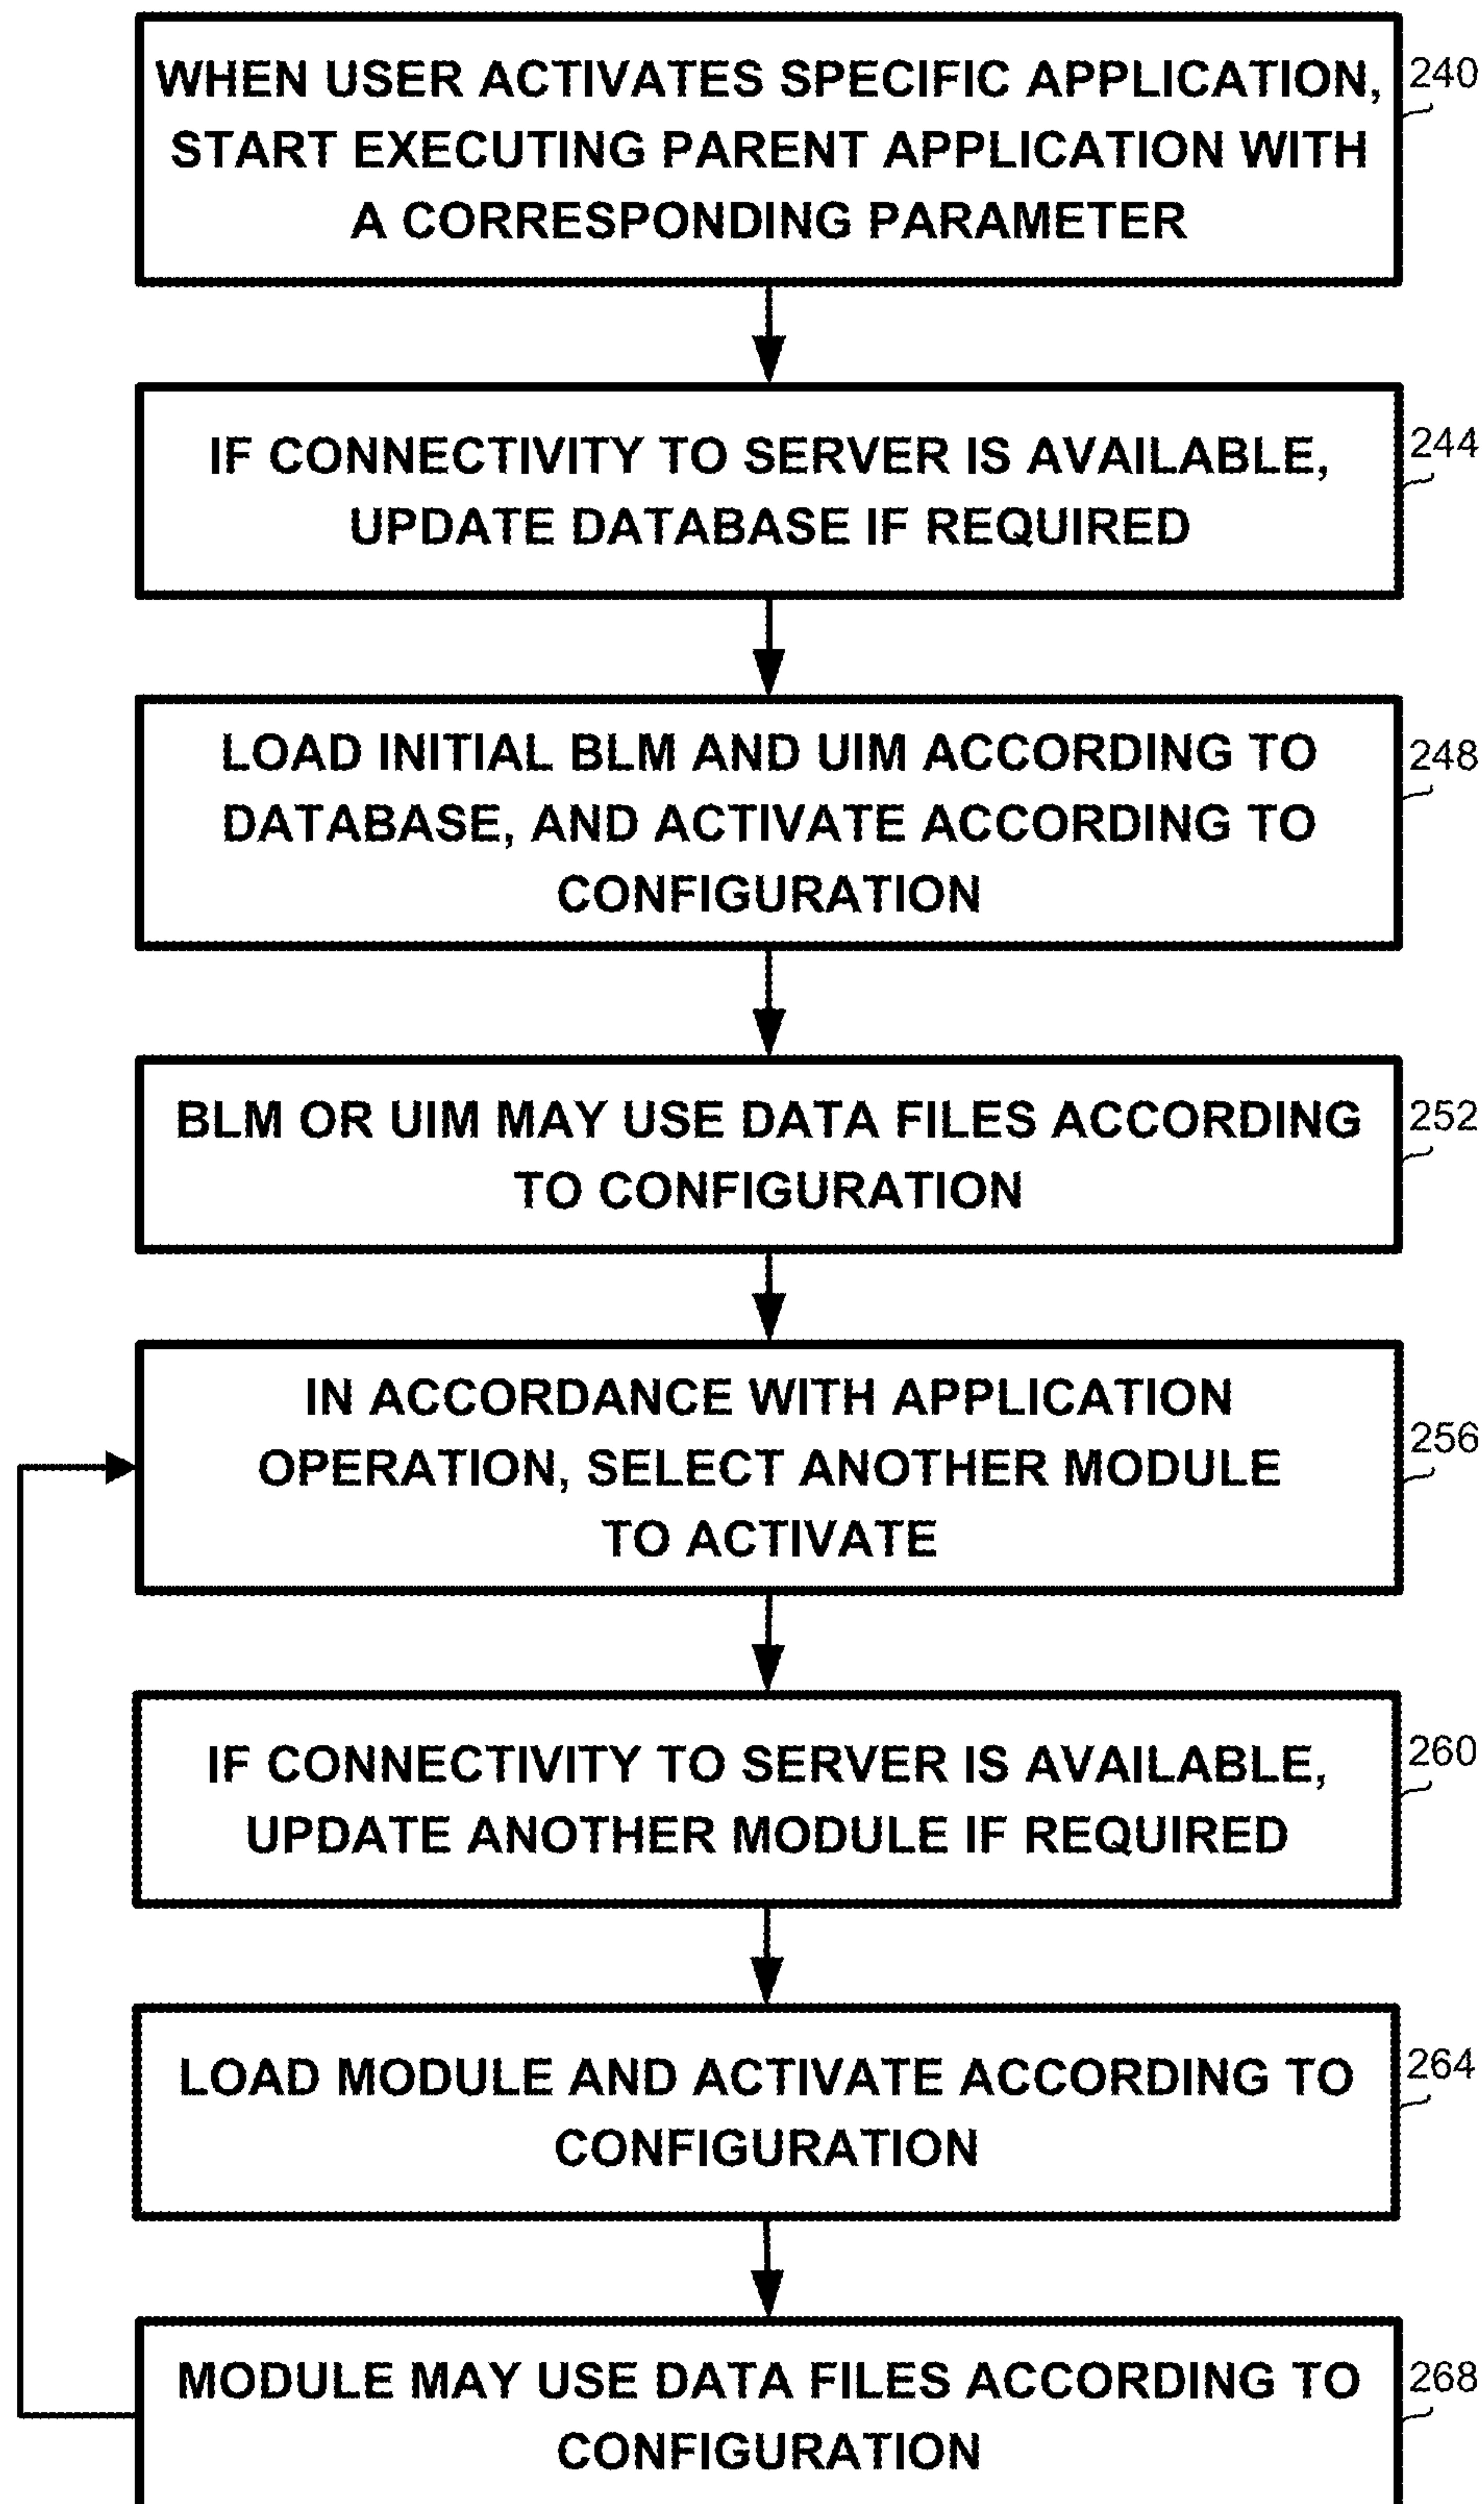 WHEN USER ACTIVATES SPECIFIC APPLICATION,
START EXECUTING PARENT APPLICATION WITH
A CORRESPONDING PARAMETER
240
IF CONNECTIVITY TO SERVER IS AVAILABLE,
UPDATE DATABASE IF REQUIRED
244
LOAD INITIAL BLM AND UIM ACCORDING TO
DATABASE, AND ACTIVATE ACCORDING TO
CONFIGURATION
248
BLM OR UIM MAY USE DATA FILES ACCORDING
TO CONFIGURATION
252
IN ACCORDANCE WITH APPLICATION
OPERATION, SELECT ANOTHER MODULE
TO ACTIVATE
256
IF CONNECTIVITY TO SERVER IS AVAILABLE,
UPDATE ANOTHER MODULE IF REQUIRED
260
LOAD MODULE AND ACTIVATE ACCORDING TO
CONFIGURATION
264
MODULE MAY USE DATA FILES ACCORDING TO
CONFIGURATION
268